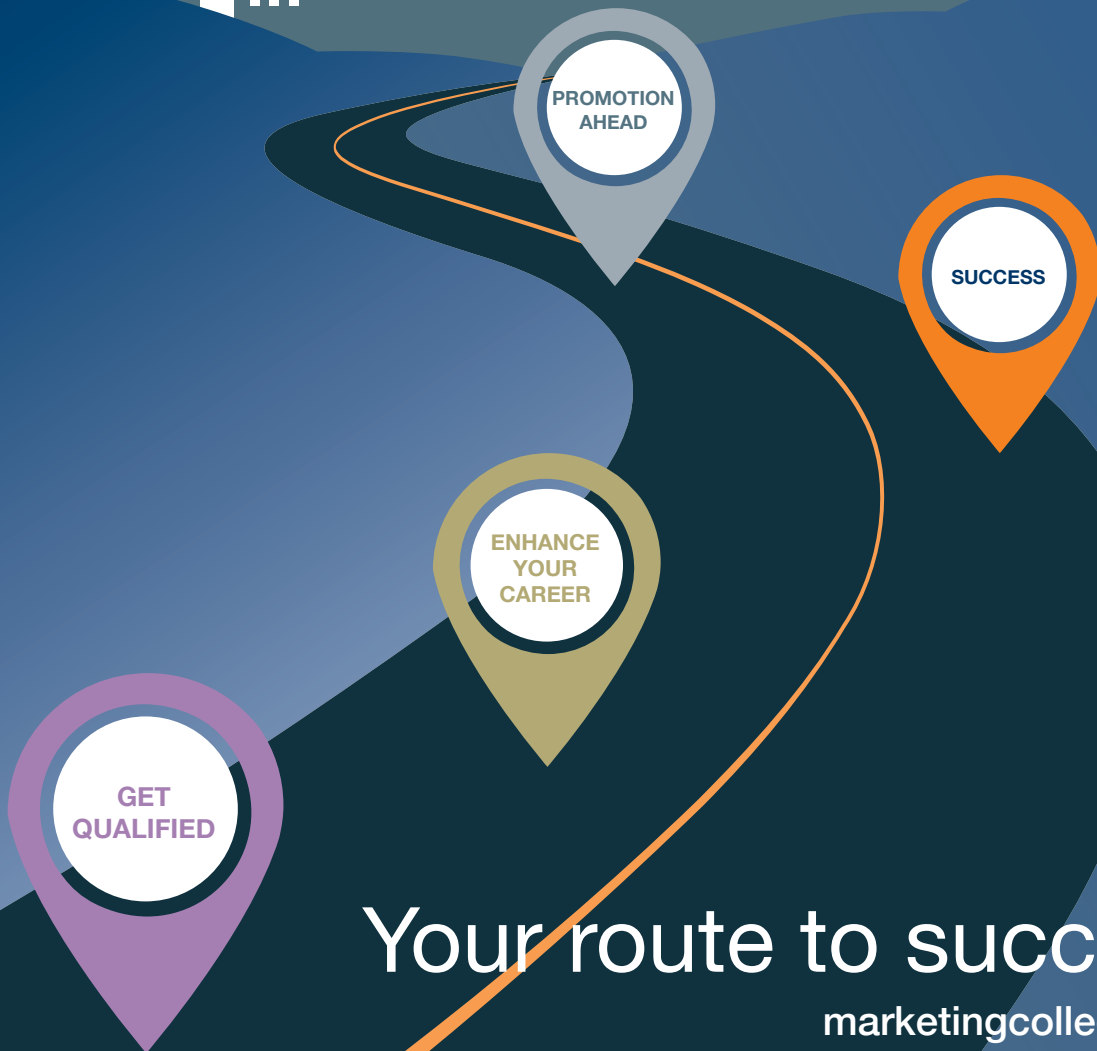 PROMOTION
AHEAD
SUCCESS
ENHANCE
YOUR
CAREER
GET
QUALIFIED
Your route to succ
marketingcolle